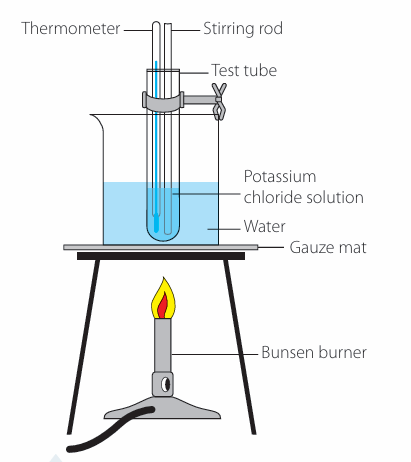 Thermometer
Stirring rod
Test tube
Potassium
chloride solution
Water
Gauze mat
Bunsen burner